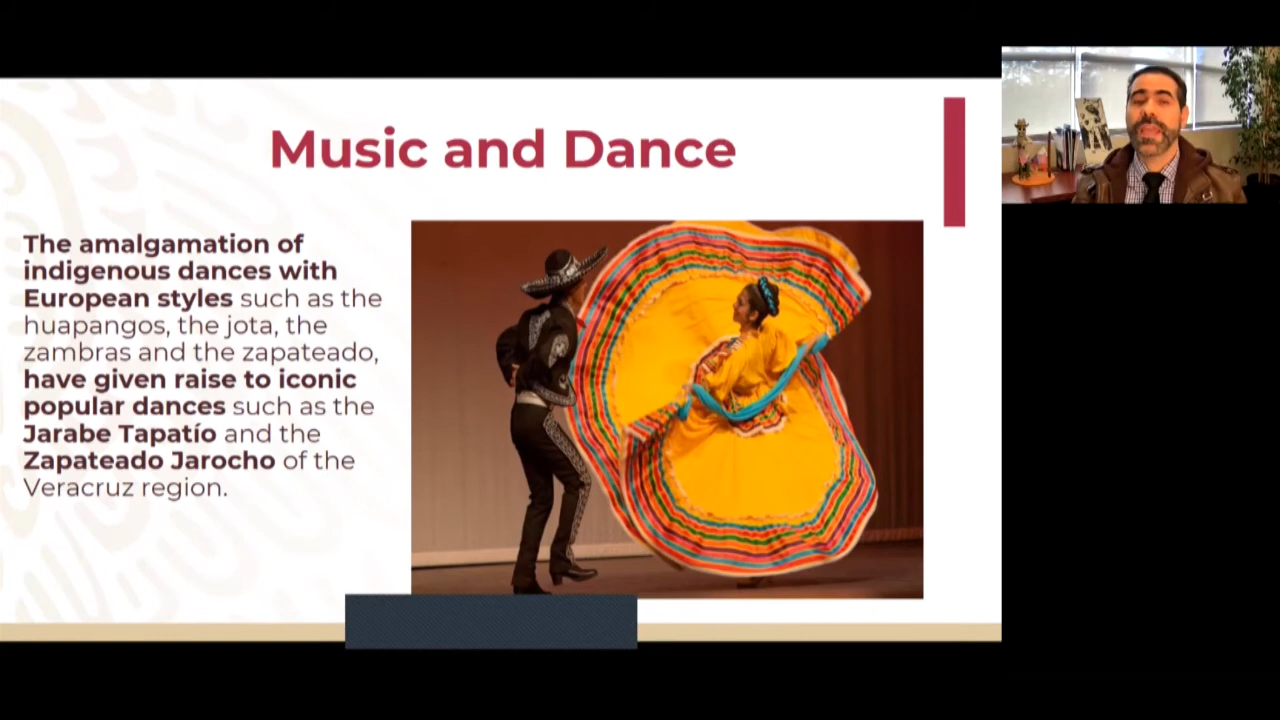 Music and Dance
The amalgamation of
indigenous dances with
European styles such as the
huapangos, the jota, the
zambras and the zapateado,
have given raise to iconic
popular dances such as the
Jarabe Tapatío and the
Zapateado Jarocho of the
Veracruz region.